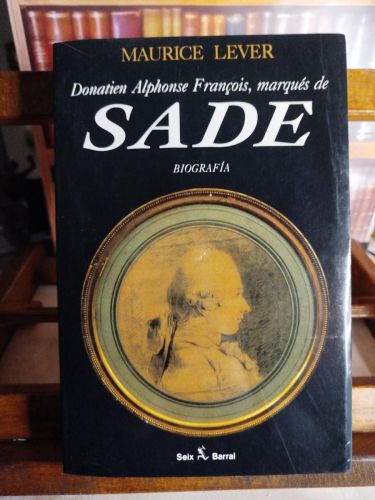 MAURICE LEVER
Donatien Alphonse François, marqués de
SADE
BIOGRAFÍA
Seix Barral